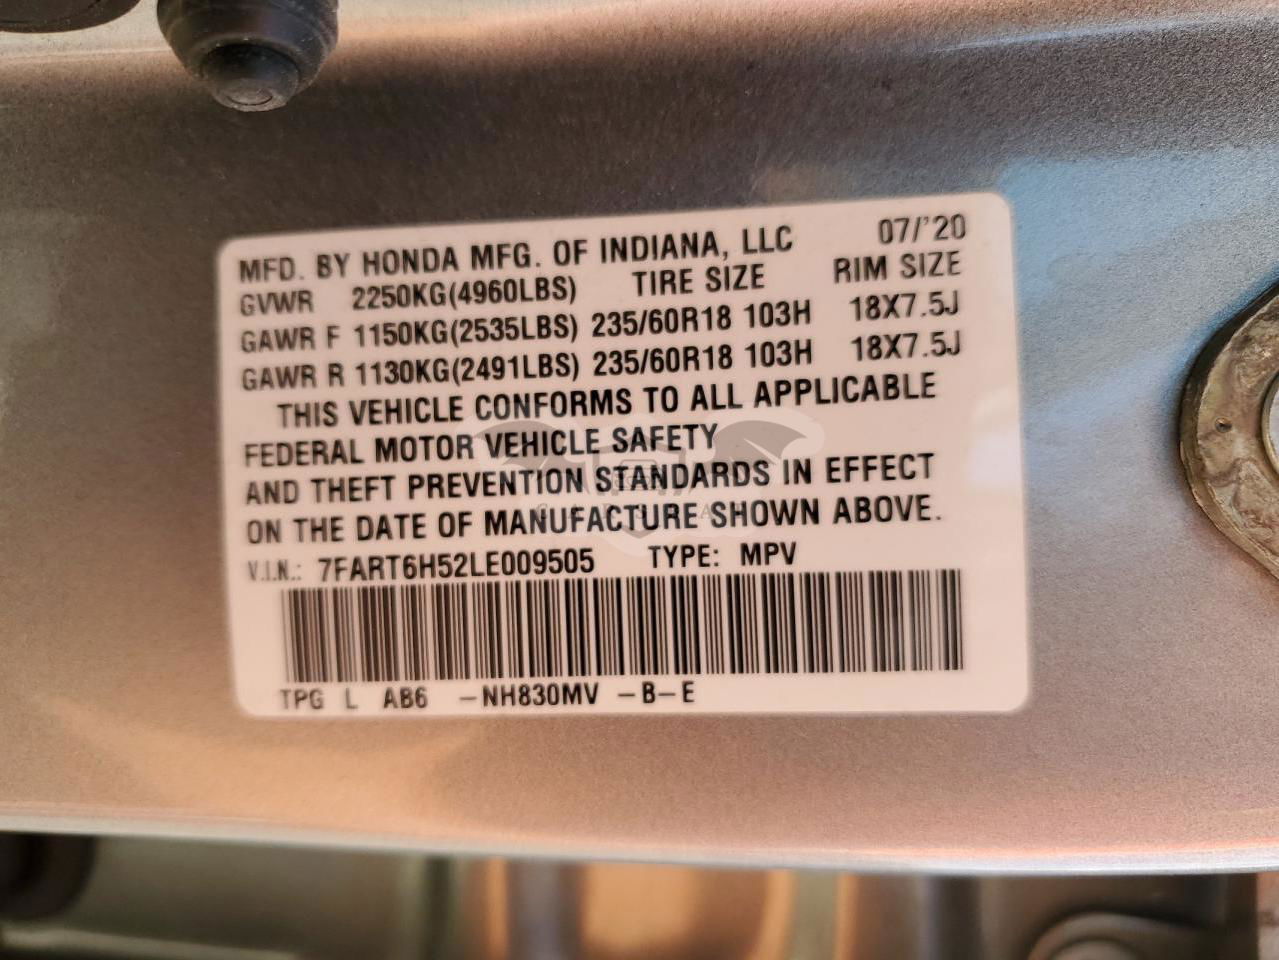 MFD. BY HONDA MFG. OF INDIANA, LLC 07/'20
GVWR 2250KG(4960LBS) TIRE SIZE RIM SIZE
GAWR F 1150KG(2535LBS) 235/60R18 103H 18X7.5J
GAWR R 1130KG(2491LBS) 235/60R18 103H 18X7.5J
THIS VEHICLE CONFORMS TO ALL APPLICABLE
FEDERAL MOTOR VEHICLE SAFETY
AND THEFT PREVENTION STANDARDS IN EFFECT
ON THE DATE OF MANUFACTURE SHOWN ABOVE.
V.I.N.: 7FART6H52LE009505 TYPE: MPV
TPG L AB6 -NH830MV -B-E